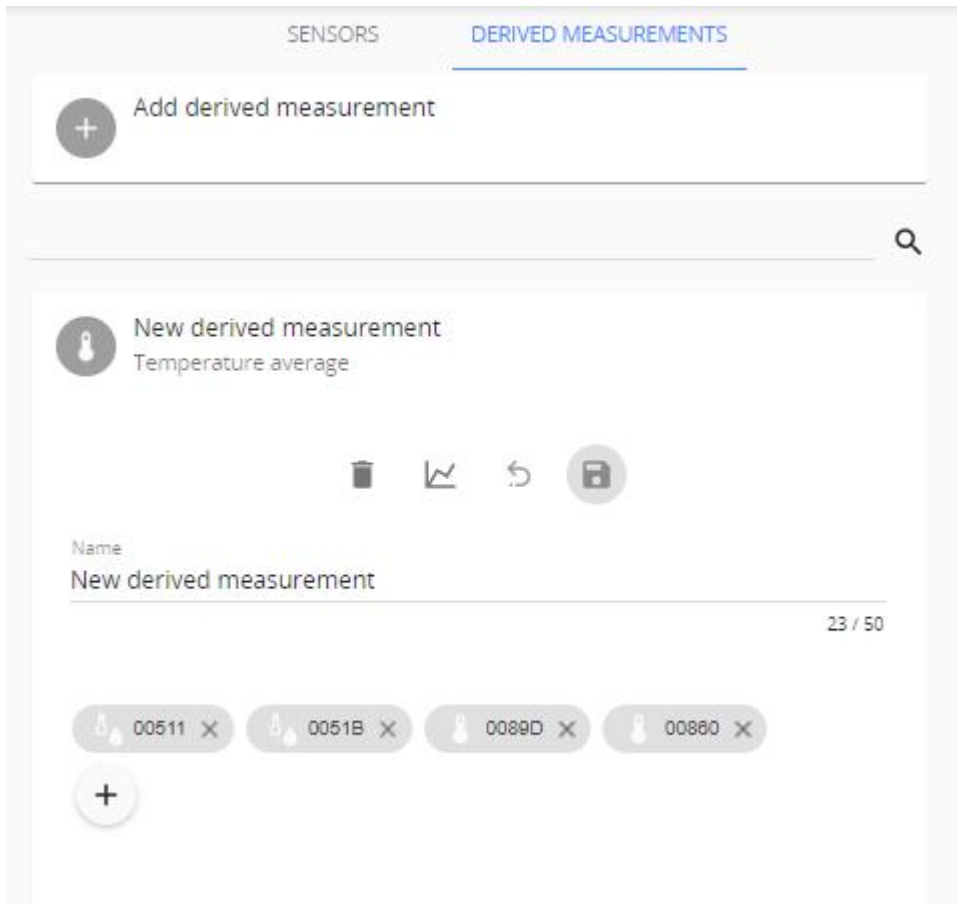 SENSORS DERIVED MEASUREMENTS
Add derived measurement
New derived measurement
Temperature average
Name
New derived measurement
23 / 50
00511 0051B 0089D 00860